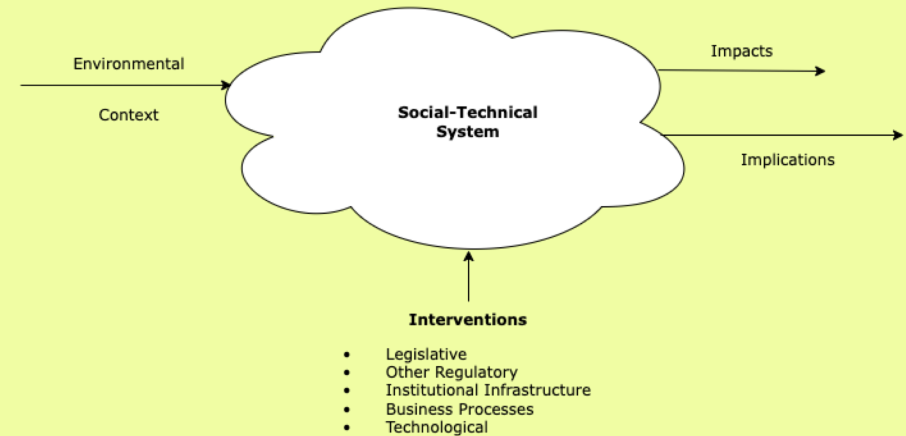 Environmental
Context
Social-Technical
System
Impacts
Implications
Interventions
• Legislative
• Other Regulatory
• Institutional Infrastructure
• Business Processes
• Technological